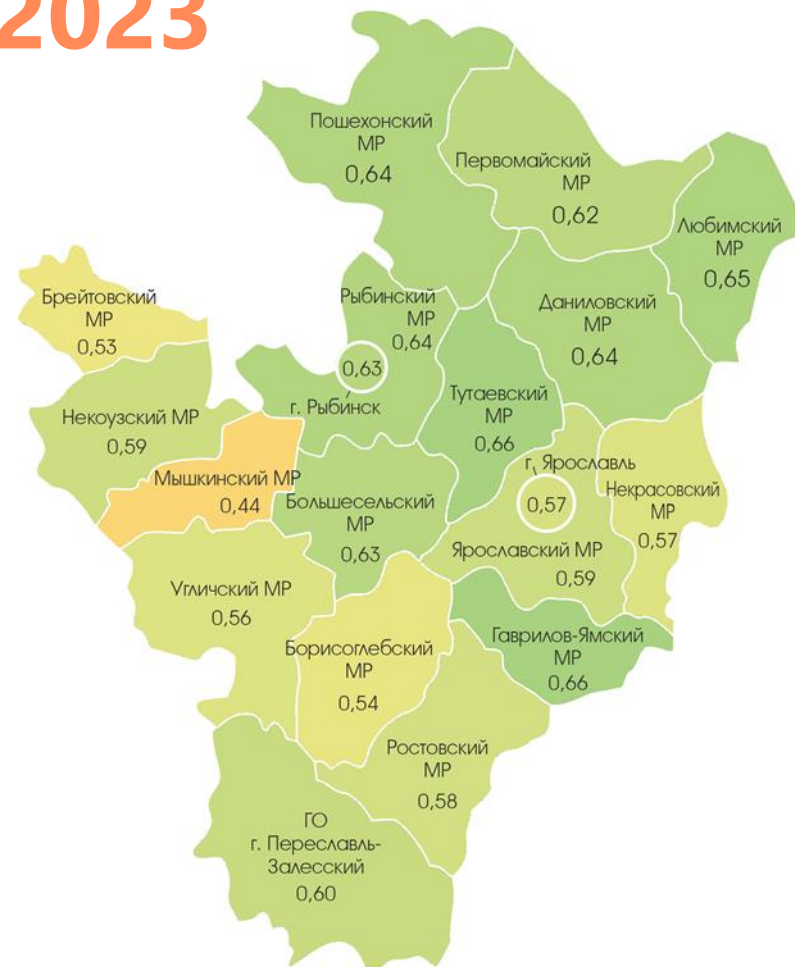 2023
Пошехонский
МР
0,64
Первомайский
МР
0,62
Любимский
МР
0,65
Брейтовский
МР
0,53
Рыбинский
МР
0,64
0,63
г. Рыбинск
Даниловский
МР
0,64
Некоузский МР
0,59
Тутаевский
МР
0,66
Мышкинский МР
0,44
Большесельский
МР
0,63
г. Ярославль
0,57
Некрасовский
МР
0,57
Ярославский МР
0,59
Угличский МР
0,56
Борисоглебский
МР
0,54
Гаврилов-Ямский
МР
0,66
Ростовский
МР
0,58
ГО
г. Переславль-
Залесский
0,60